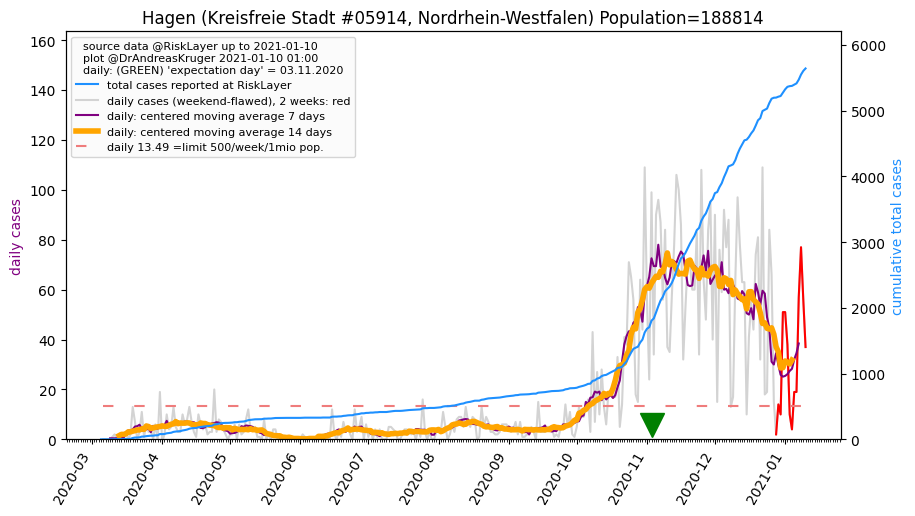 Hagen (Kreisfreie Stadt #05914, Nordrhein-Westfalen) Population=188814
source data @RiskLayer up to 2021-01-10
plot @DrAndreasKruger 2021-01-10 01:00
daily: (GREEN) 'expectation day' = 03.11.2020
total cases reported at RiskLayer
daily cases (weekend-flawed), 2 weeks: red
daily: centered moving average 7 days
daily: centered moving average 14 days
daily 13.49 =limit 500/week/1mio pop.
daily cases
160
140
120
100
80
60
40
20
0
cumulative total cases
6000
5000
4000
3000
2000
1000
0
2020-03
2020-04
2020-05
2020-06
2020-07
2020-08
2020-09
2020-10
2020-11
2020-12
2021-01